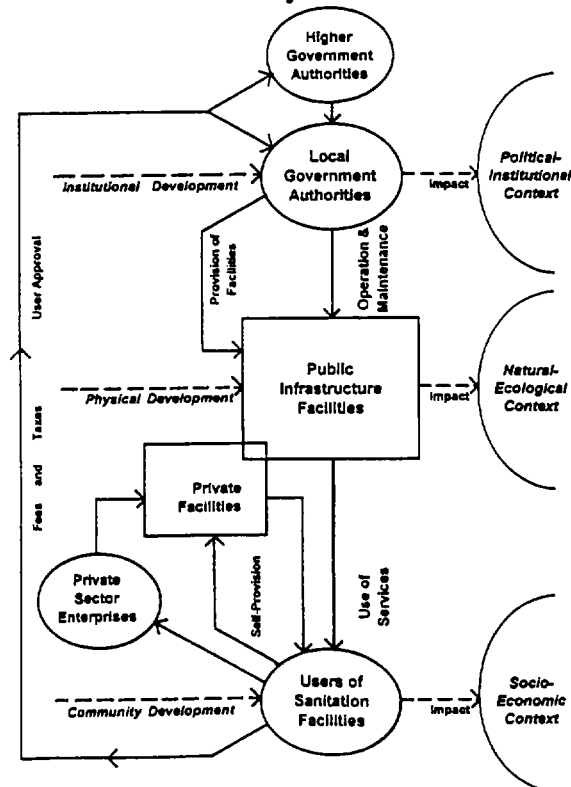 Higher
Government
Authorities
Local
Government
Authorities
Political-
Institutional
Context
Institutional Development
Impact
User Approval
Provision of
Facilities
Operation &
Maintenance
Public
Infrastructure
Facilities
Natural-
Ecological
Context
Physical Development
Impact
Fees and Taxes
Private
Facilities
Private
Sector
Enterprises
Self-Provision
Use of
Services
Users of
Sanitation
Facilities
Socio-
Economic
Context
Community Development
Impact